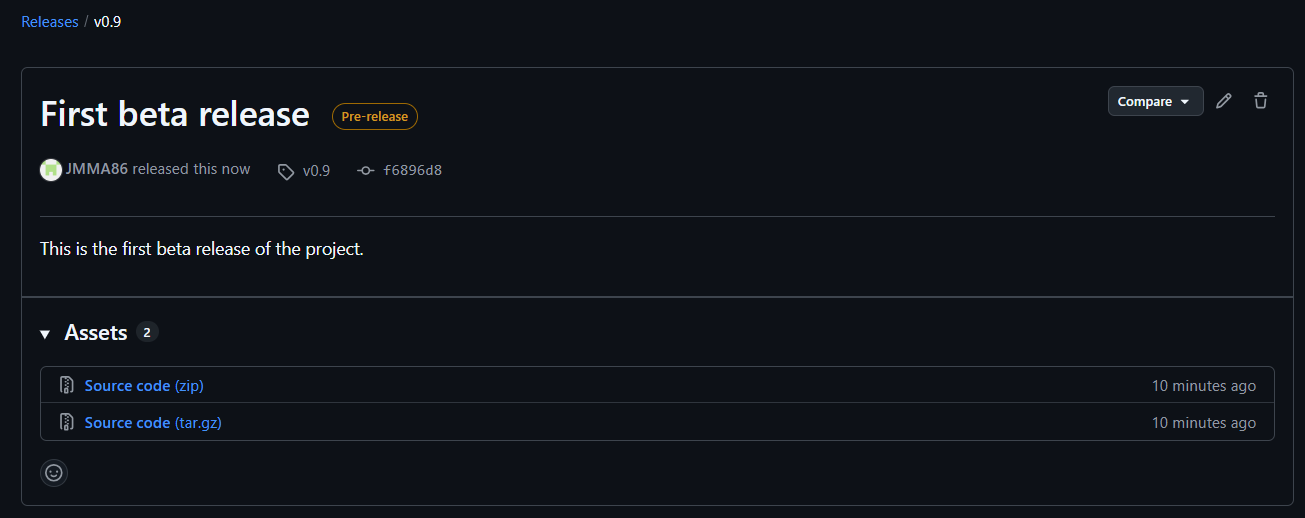 Releases / v0.9
First beta release Pre-release Compare
JMMA86 released this now v0.9 f6896d8
This is the first beta release of the project.
Assets 2
Source code (zip) 10 minutes ago
Source code (tar.gz) 10 minutes ago